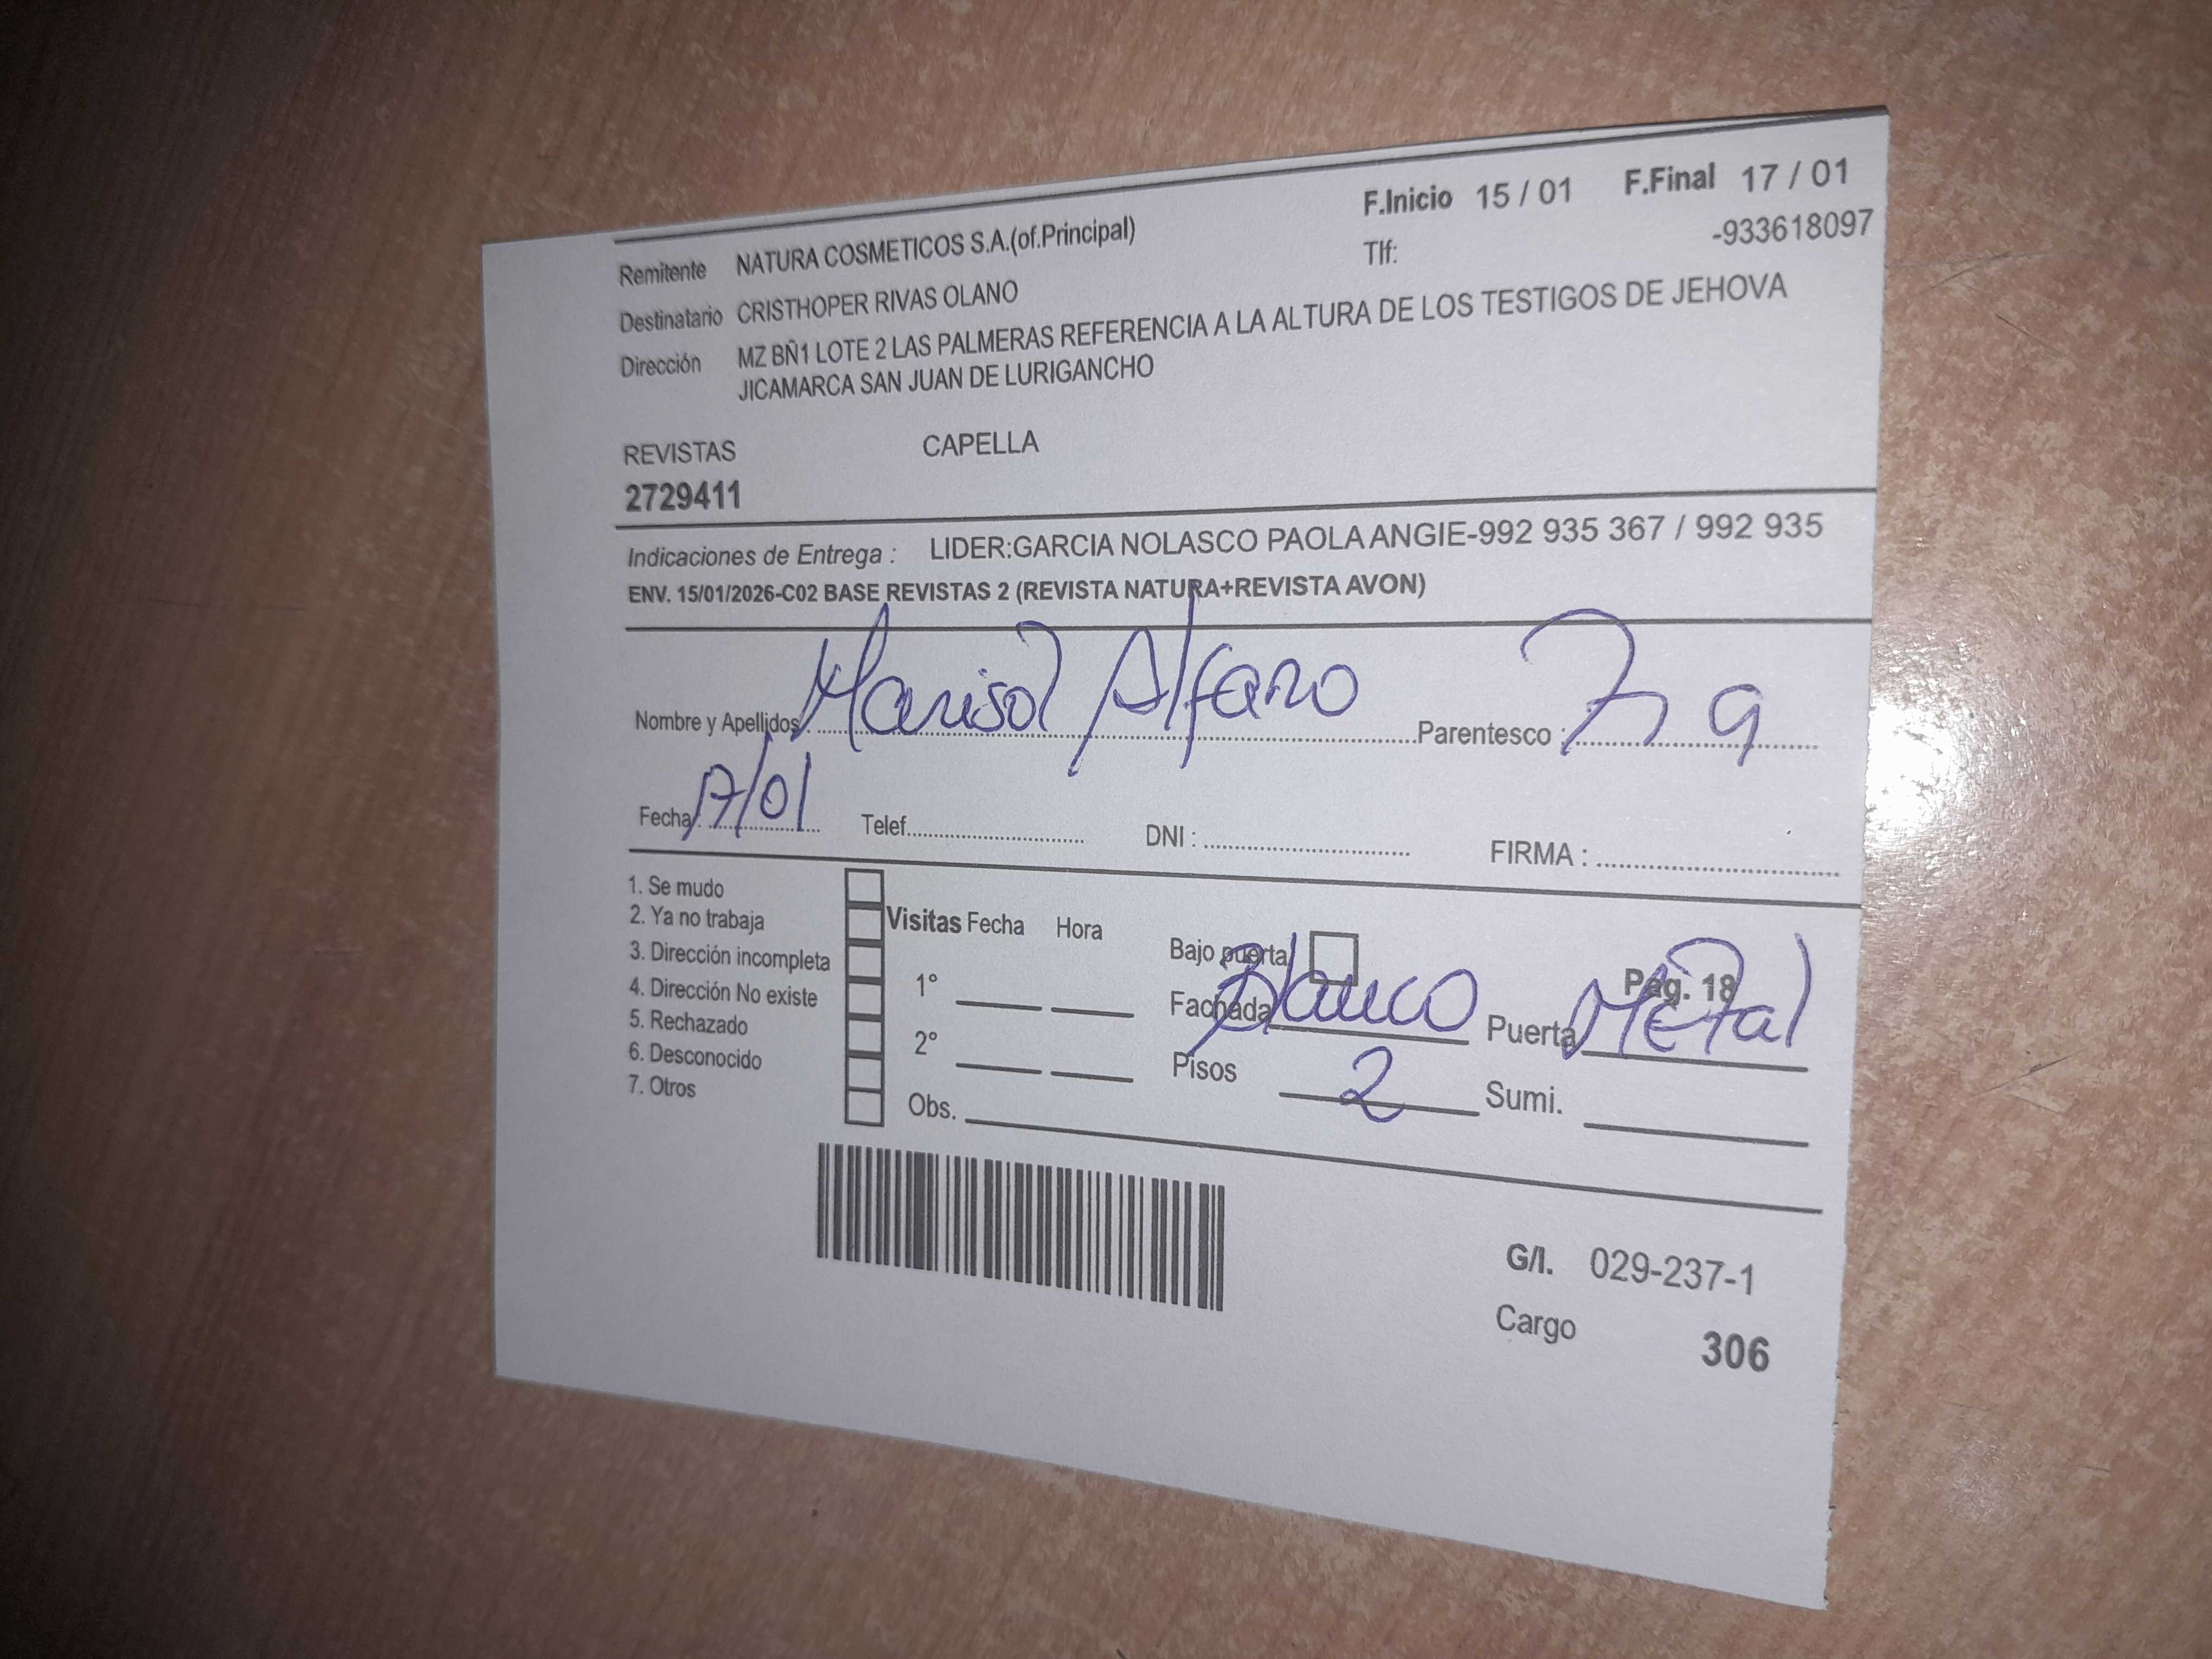 F.Inicio 15 / 01 F.Final 17 / 01
Remitente NATURA COSMETICOS S.A.(of.Principal) Tlf: -933618097
Destinatario CRISTHOPER RIVAS OLANO
Dirección MZ BÑ1 LOTE 2 LAS PALMERAS REFERENCIA A LA ALTURA DE LOS TESTIGOS DE JEHOVA
JICAMARCA SAN JUAN DE LURIGANCHO
REVISTAS CAPELLA
2729411
Indicaciones de Entrega : LIDER:GARCIA NOLASCO PAOLA ANGIE-992 935 367 / 992 935
ENV. 15/01/2026-C02 BASE REVISTAS 2 (REVISTA NATURA+REVISTA AVON)
Nombre y Apellidos: Marisol Alfaro Parentesco :
Fecha: 17/01 Telef. DNI : FIRMA :
1. Se mudo
2. Ya no trabaja
3. Dirección incompleta
4. Dirección No existe
5. Rechazado
6. Desconocido
7. Otros
Visitas Fecha Hora
1°
2°
Obs.
Bajo puerta Pág. 18
Fachada Blanco Puerta Metal
Pisos 2 Sumi.
G/I. 029-237-1
Cargo 306